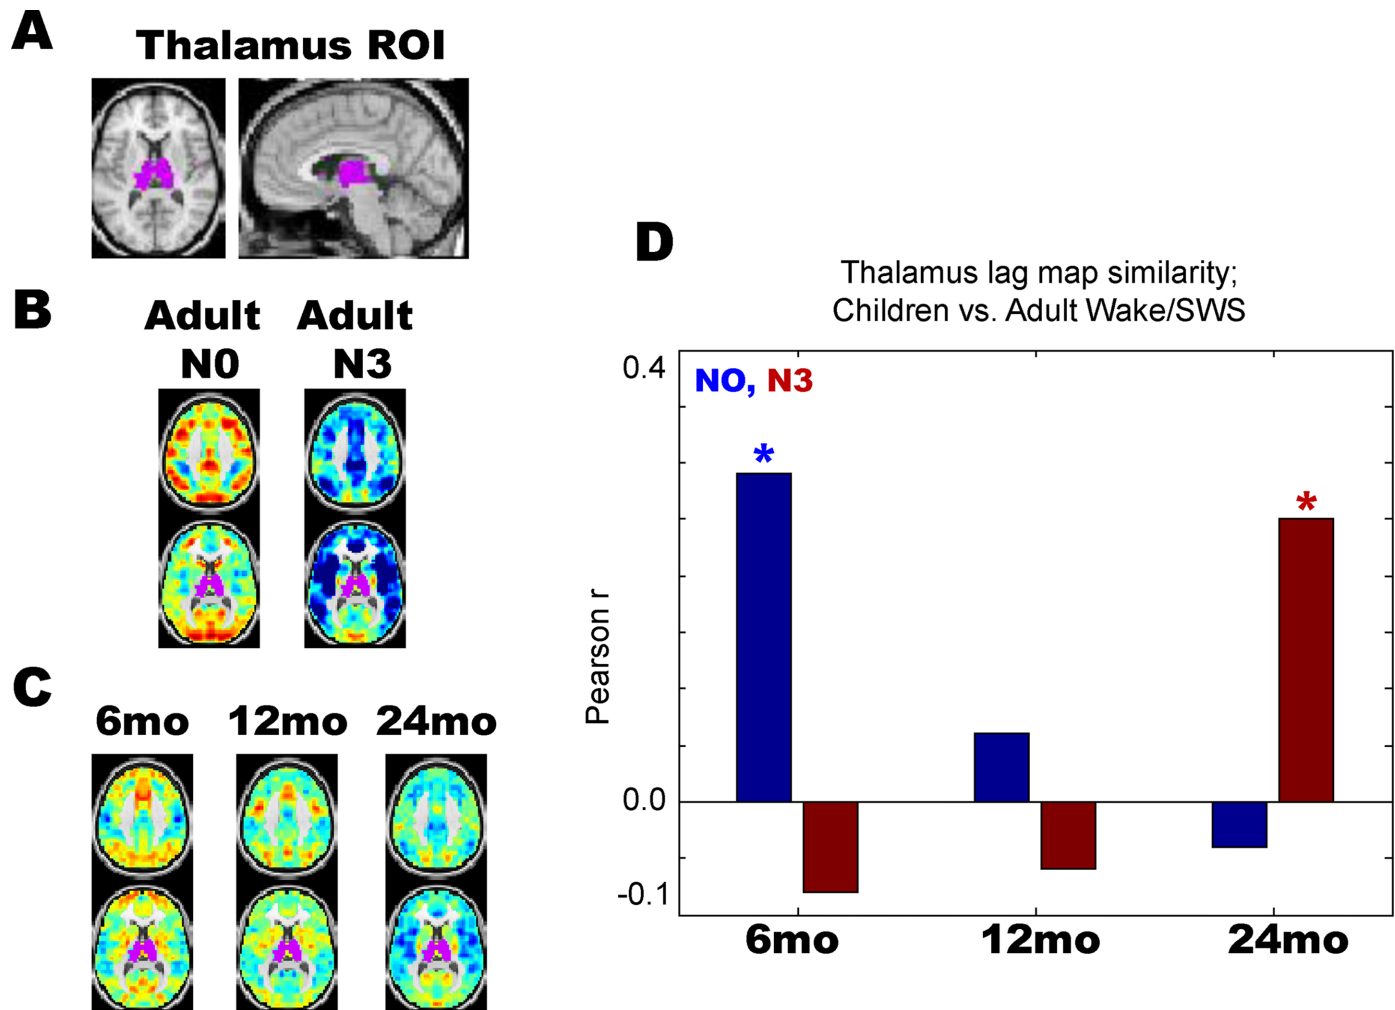 A
Thalamus ROI
B
Adult Adult
N0 N3
C
6mo 12mo 24mo
D
Thalamus lag map similarity;
Children vs. Adult Wake/SWS
0.4
NO, N3
*
*
Pearson r
0.0
-0.1
6mo 12mo 24mo